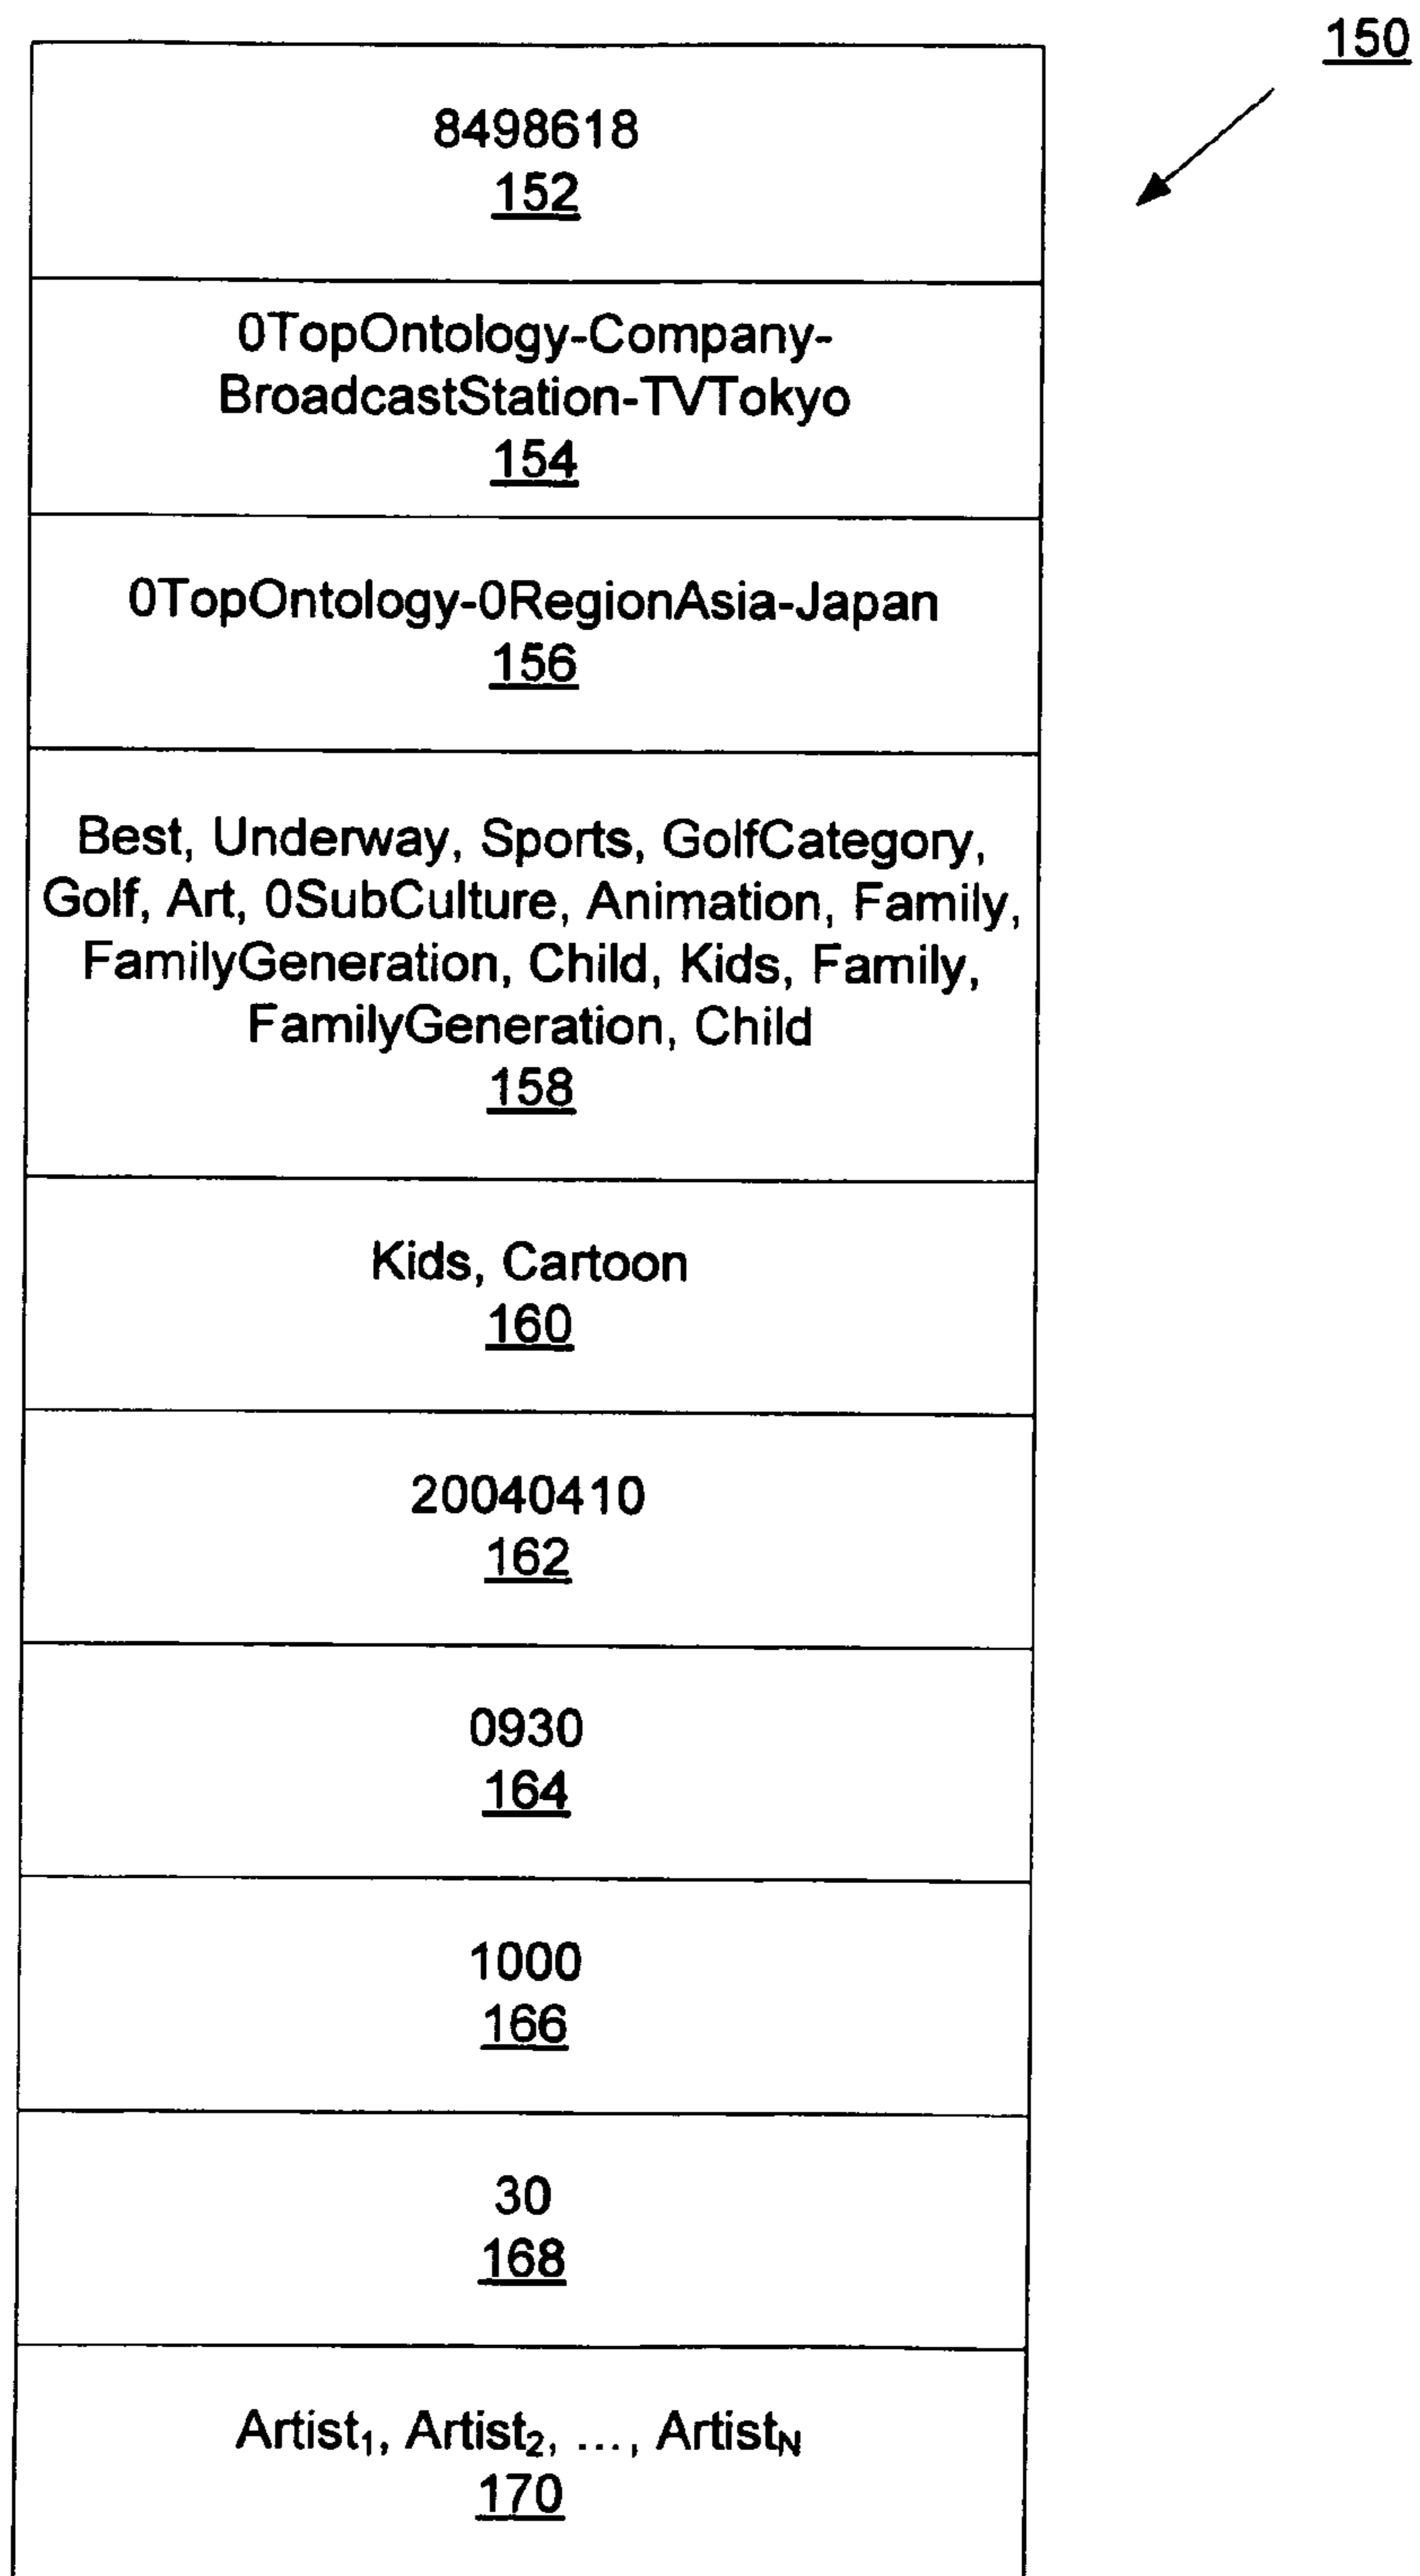 150
8498618
152
0TopOntology-Company-
BroadcastStation-TVTokyo
154
0TopOntology-0RegionAsia-Japan
156
Best, Underway, Sports, GolfCategory,
Golf, Art, 0SubCulture, Animation, Family,
FamilyGeneration, Child, Kids, Family,
FamilyGeneration, Child
158
Kids, Cartoon
160
20040410
162
0930
164
1000
166
30
168
Artist₁, Artist₂, ..., Artist_N
170